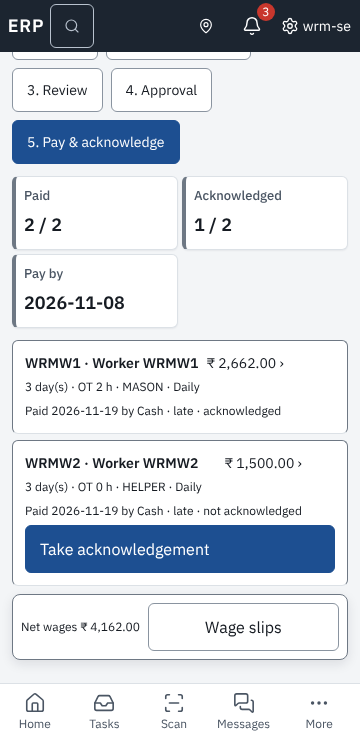 ERP
3
wrm-se
3. Review
4. Approval
5. Pay & acknowledge
Paid
2 / 2
Acknowledged
1 / 2
Pay by
2026-11-08
WRMW1 · Worker WRMW1 ₹ 2,662.00 ›
3 day(s) · OT 2 h · MASON · Daily
Paid 2026-11-19 by Cash · late · acknowledged
WRMW2 · Worker WRMW2 ₹ 1,500.00 ›
3 day(s) · OT 0 h · HELPER · Daily
Paid 2026-11-19 by Cash · late · not acknowledged
Take acknowledgement
Net wages ₹ 4,162.00
Wage slips
Home
Tasks
Scan
Messages
More